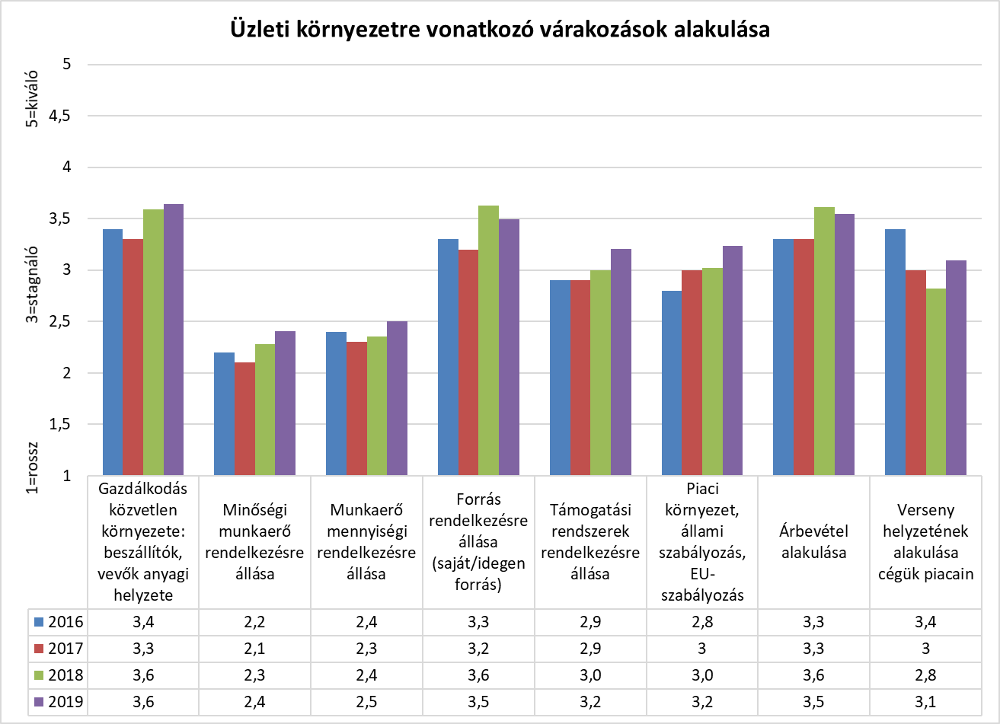 Üzleti környezetre vonatkozó várakozások alakulása
5=kiváló
3=stagnáló
1=rossz
5
4,5
4
3,5
3
2,5
2
1,5
1
Gazdálkodás
közvetlen
környezete:
beszállítók,
vevők anyagi
helyzete
Minőségi
munkaerő
rendelkezésre
állása
Munkaerő
mennyiségi
rendelkezésre
állása
Forrás
rendelkezésre
állása
(saját/idegen
forrás)
Támogatási
rendszerek
rendelkezésre
állása
Piaci
környezet,
állami
szabályozás,
EU-
szabályozás
Árbevétel
alakulása
Verseny
helyzetének
alakulása
cégük piacain
2016 3,4 2,2 2,4 3,3 2,9 2,8 3,3 3,4
2017 3,3 2,1 2,3 3,2 2,9 3 3,3 3
2018 3,6 2,3 2,4 3,6 3,0 3,0 3,6 2,8
2019 3,6 2,4 2,5 3,5 3,2 3,2 3,5 3,1